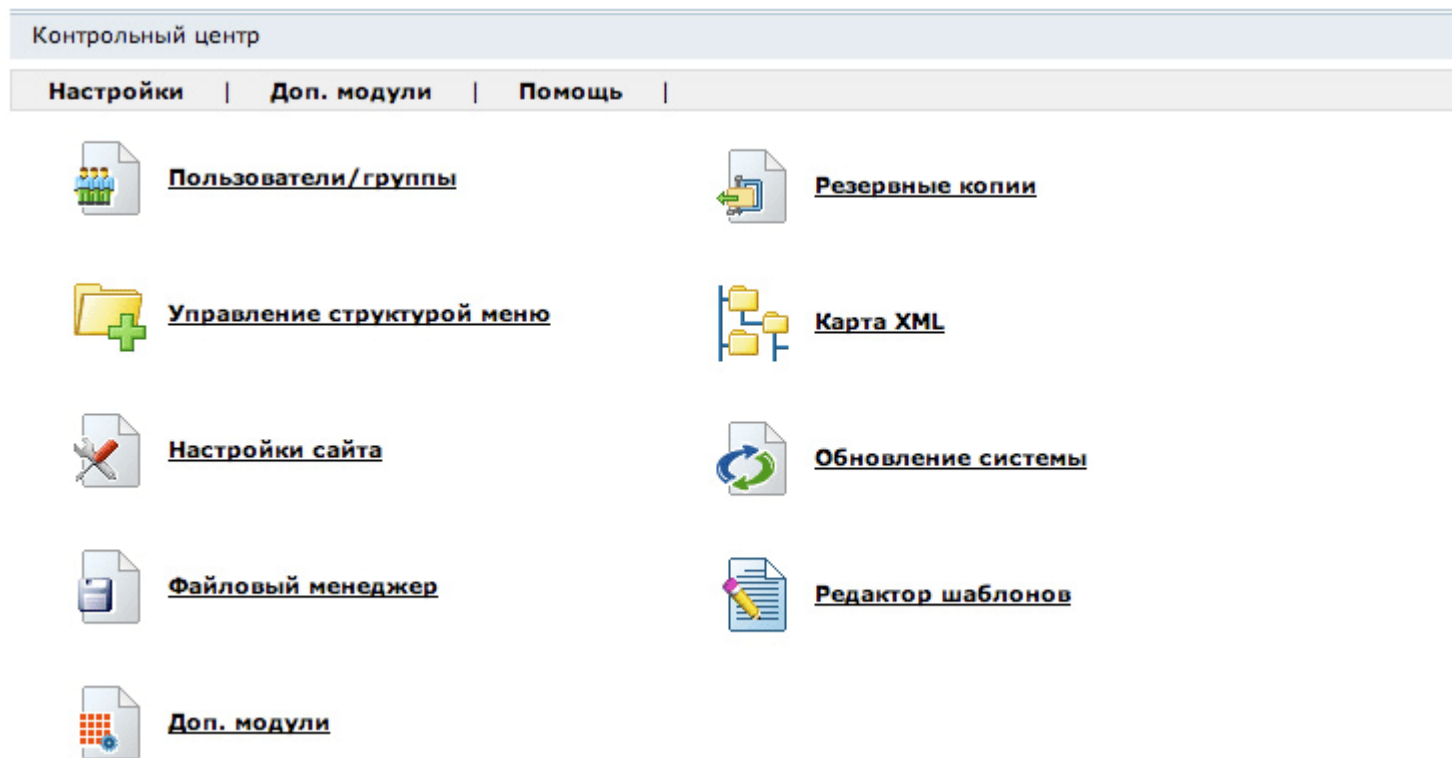 Контрольный центр
Настройки | Доп. модули | Помощь |
Пользователи/группы
Резервные копии
Управление структурой меню
Карта XML
Настройки сайта
Обновление системы
Файловый менеджер
Редактор шаблонов
Доп. модули